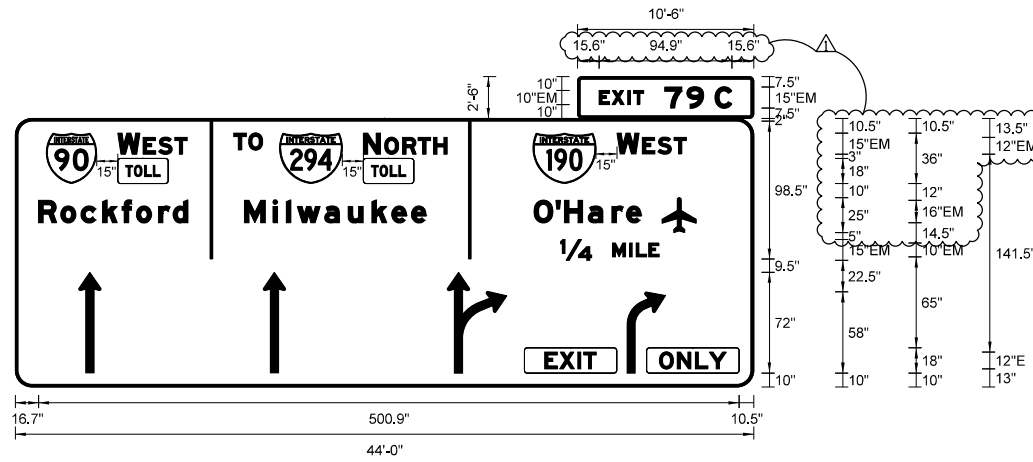 10'-6"
15.6" 94.9" 15.6"
1
2'-6"
10"
10"EM
10"
EXIT 79 C
7.5"
15"EM
7.5"
2"
INTERSTATE 90 WEST
15" TOLL
Rockford
TO INTERSTATE 294 NORTH
15" TOLL
Milwaukee
INTERSTATE 190 WEST
15"
O'Hare
1/4 MILE
EXIT ONLY
98.5"
9.5"
72"
10"
10.5"
15"EM
3"
18"
10"
25"
5"
15"EM
22.5"
58"
10"
10.5"
36"
12"
16"EM
14.5"
10"EM
65"
18"
10"
13.5"
12"EM
141.5"
12"E
13"
16.7" 500.9" 10.5"
44'-0"